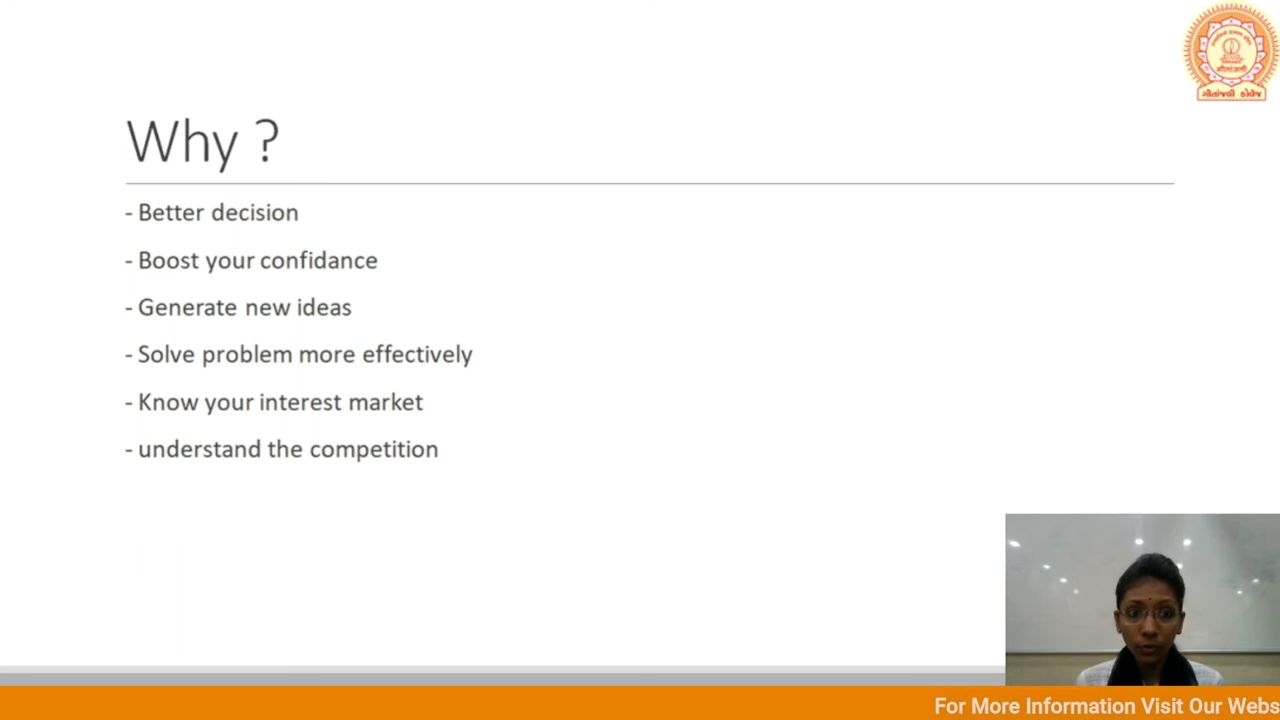 ગીતાંજલી કોલેજ
Why ?
- Better decision
- Boost your confidance
- Generate new ideas
- Solve problem more effectively
- Know your interest market
- understand the competition
For More Information Visit Our Webs